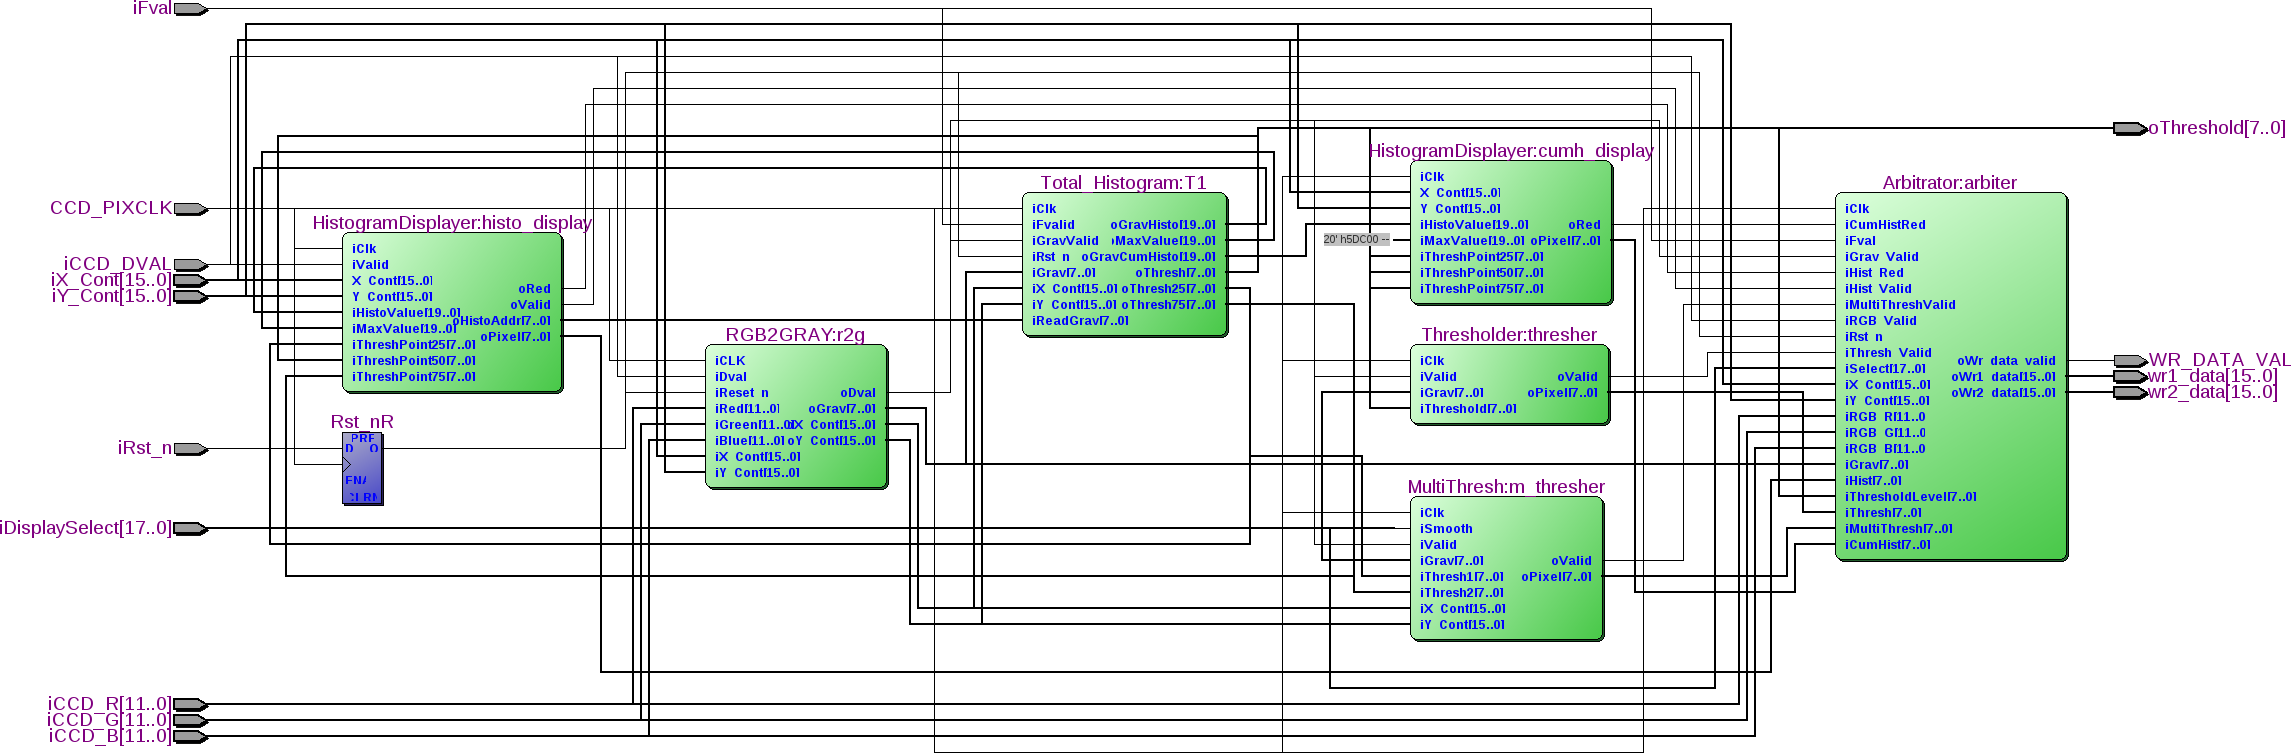 iFval
CCD_PIXCLK
iCCD_DVAL
iX_Cont[15..0]
iY_Cont[15..0]
iRst_n
iDisplaySelect[17..0]
iCCD_R[11..0]
iCCD_G[11..0]
iCCD_B[11..0]
HistogramDisplayer:histo_display
iClk
iValid
X_Cont[15..0]
Y_Cont[15..0]
iHistoValue[19..0]
iMaxValue[19..0]
iThreshPoint25[7..0]
iThreshPoint50[7..0]
iThreshPoint75[7..0]
oRed
oValid
oHistoAddr[7..0]
oPixel[7..0]
Rst_nR
PRE
D Q
ENA
CLRN
RGB2GRAY:r2g
iCLK
iDval
iReset_n
iRed[11..0]
iGreen[11..0]
iBlue[11..0]
iX_Cont[15..0]
iY_Cont[15..0]
oDval
oGray[7..0]
oX_Cont[15..0]
oY_Cont[15..0]
Total_Histogram:T1
iClk
iFvalid
iGrayValid
iRst_n
iGray[7..0]
iX_Cont[15..0]
iY_Cont[15..0]
iReadGray[7..0]
oGrayHisto[19..0]
oMaxValue[19..0]
oGrayCumHisto[19..0]
oThresh[7..0]
oThresh25[7..0]
oThresh75[7..0]
HistogramDisplayer:cumh_display
20' h5DC00 --
iClk
X_Cont[15..0]
Y_Cont[15..0]
iHistoValue[19..0]
iMaxValue[19..0]
iThreshPoint25[7..0]
iThreshPoint50[7..0]
iThreshPoint75[7..0]
oRed
oPixel[7..0]
Thresholder:thresher
iClk
iValid
iGray[7..0]
iThreshold[7..0]
oValid
oPixel[7..0]
MultiThresh:m_thresher
iClk
iSmooth
iValid
iGray[7..0]
iThresh1[7..0]
iThresh2[7..0]
iX_Cont[15..0]
iY_Cont[15..0]
oValid
oPixel[7..0]
Arbitrator:arbiter
iClk
iCumHistRed
iFval
iGray_Valid
iHist_Red
iHist_Valid
iMultiThreshValid
iRGB_Valid
iRst_n
iThresh_Valid
iSelect[17..0]
iX_Cont[15..0]
iY_Cont[15..0]
iRGB_R[11..0
iRGB_G[11..0
iRGB_B[11..0
iGray[7..0]
iHist[7..0]
iThresholdLevel[7..0]
iThresh[7..0]
iMultiThresh[7..0]
iCumHist[7..0]
oWr_data_valid
oWr1_data[15..0]
oWr2_data[15..0]
oThreshold[7..0]
WR_DATA_VAL
wr1_data[15..0]
wr2_data[15..0]